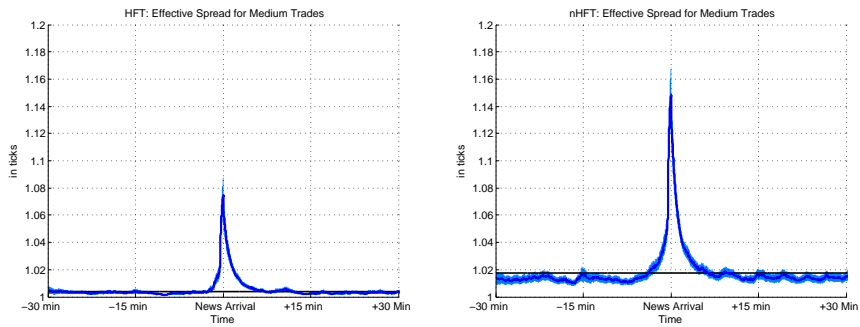 HFT: Effective Spread for Medium Trades
1.2
1.18
1.16
1.14
1.12
1.1
1.08
1.06
1.04
1.02
1
in ticks
−30 min
−15 min
News Arrival
+15 min
+30 Min
Time
nHFT: Effective Spread for Medium Trades
1.2
1.18
1.16
1.14
1.12
1.1
1.08
1.06
1.04
1.02
1
in ticks
−30 min
−15 min
News Arrival
+15 min
+30 Min
Time